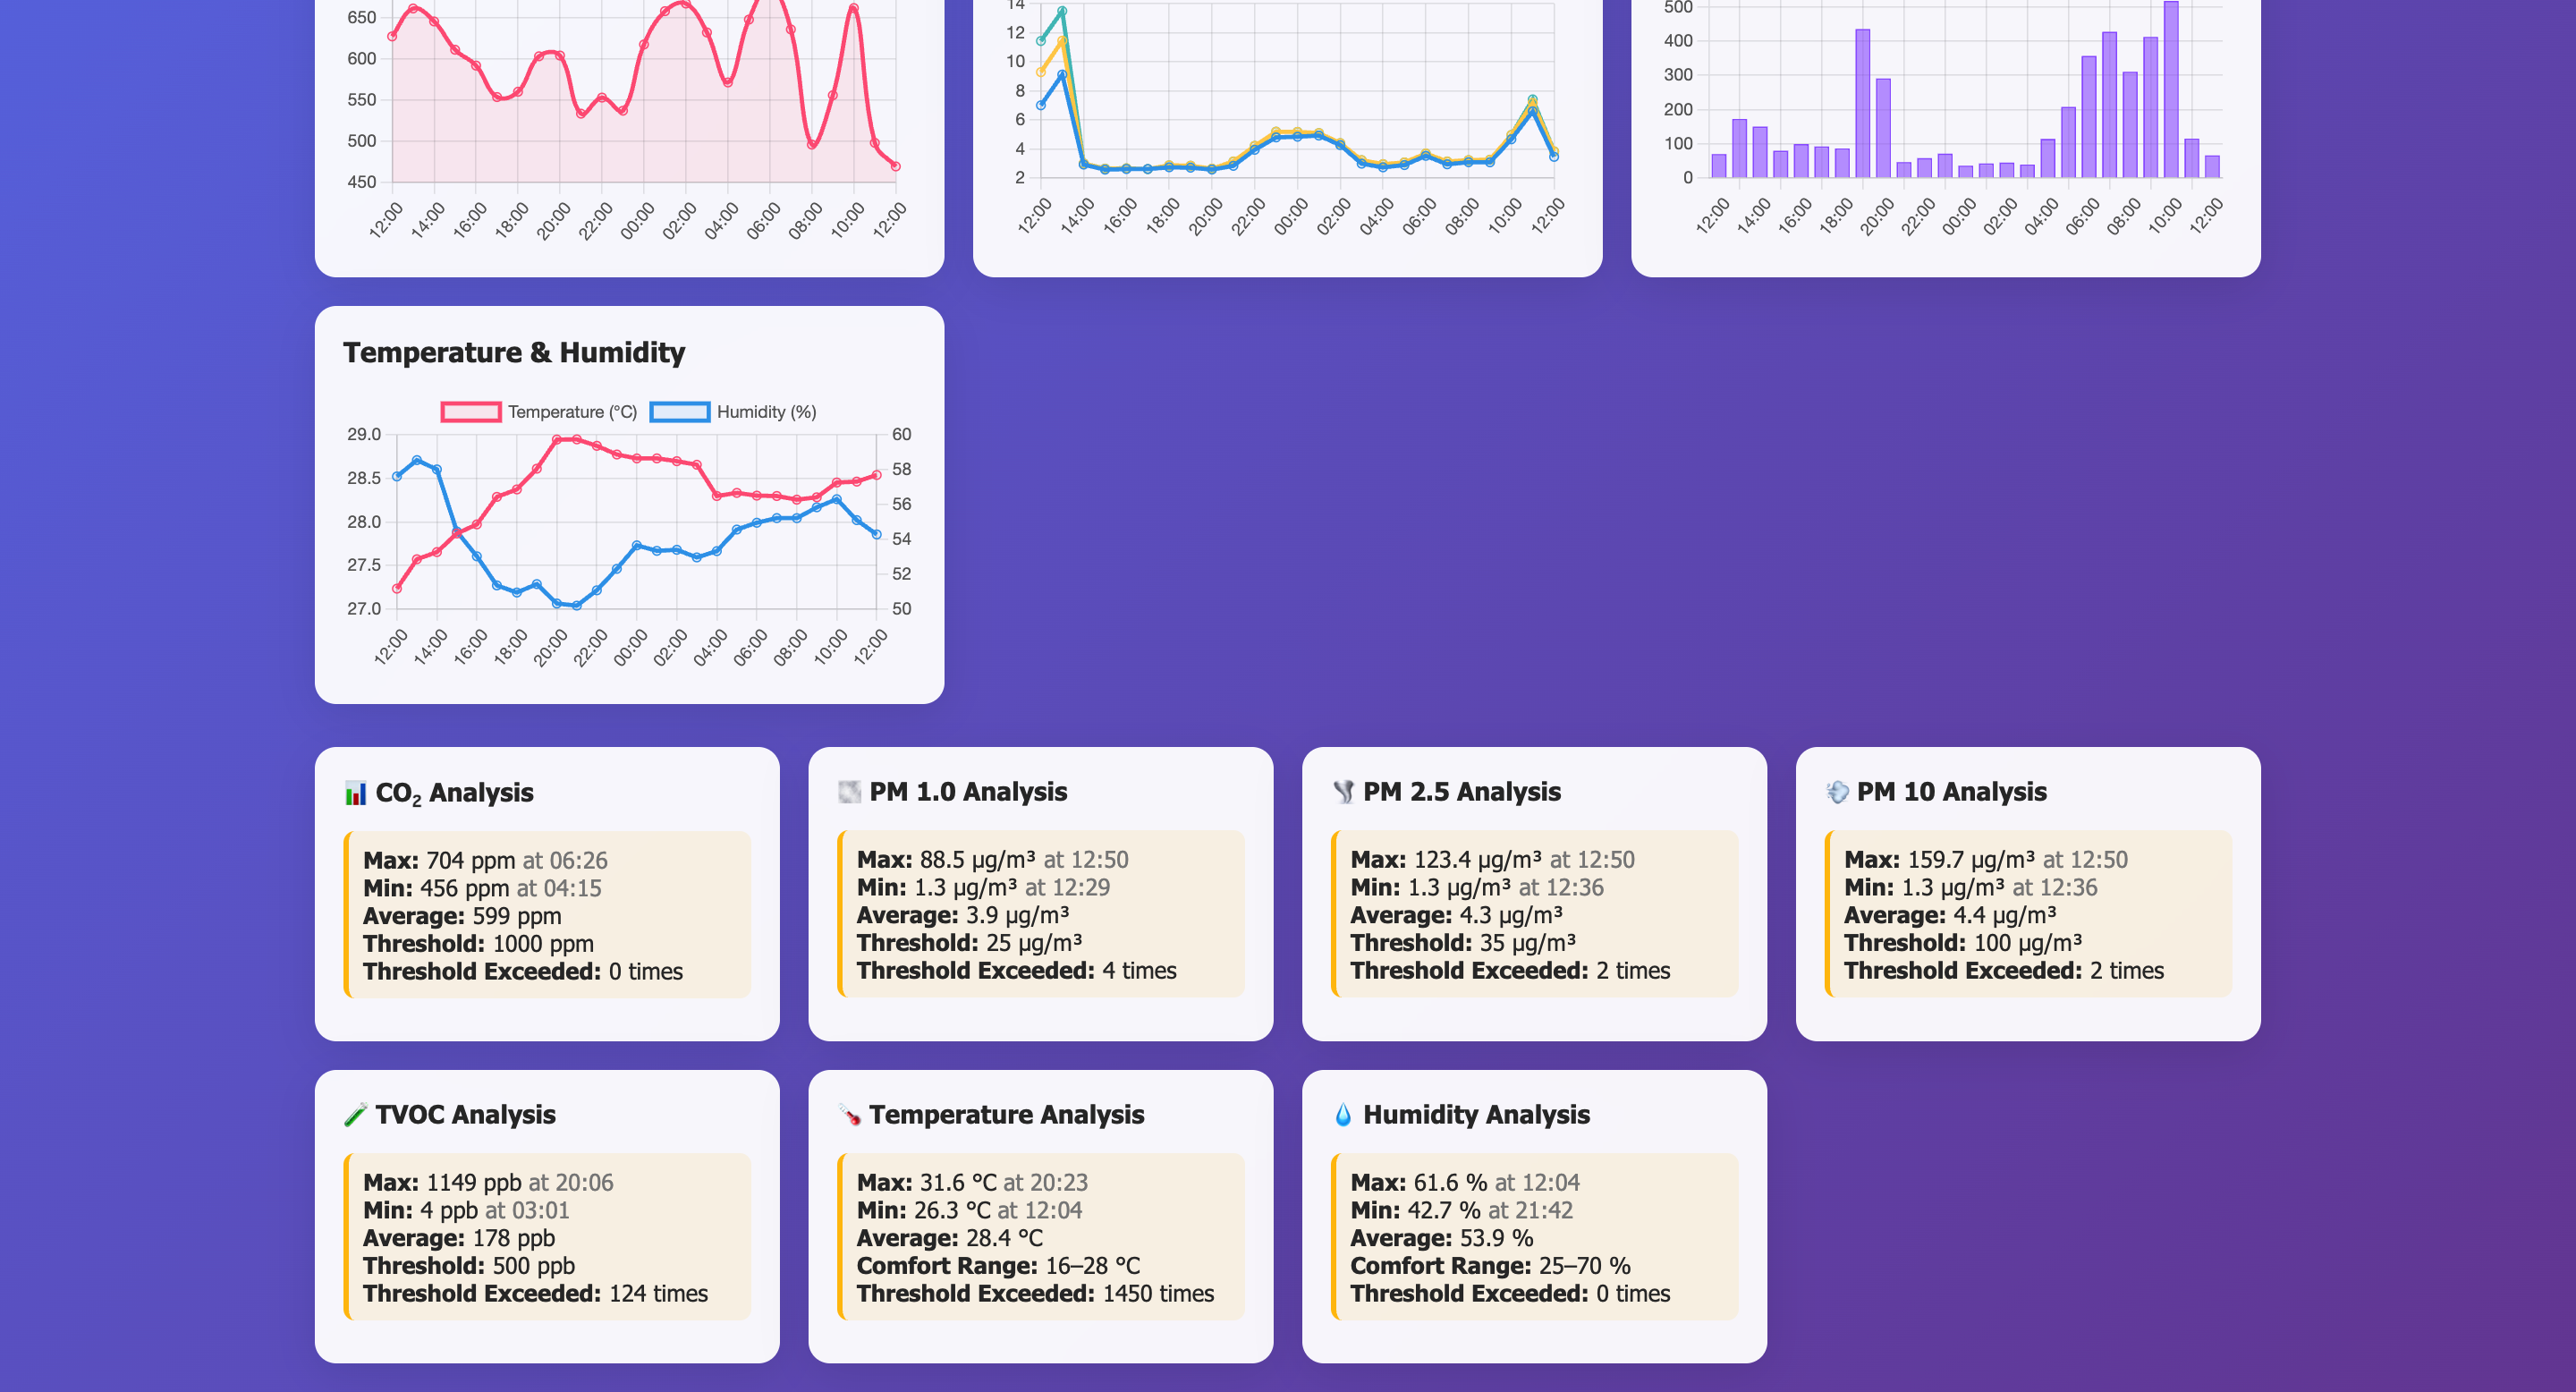 650
600
550
500
450
12:00
14:00
16:00
18:00
20:00
22:00
00:00
02:00
04:00
06:00
08:00
10:00
12:00
14
12
10
8
6
4
2
12:00
14:00
16:00
18:00
20:00
22:00
00:00
02:00
04:00
06:00
08:00
10:00
12:00
500
400
300
200
100
0
12:00
14:00
16:00
18:00
20:00
22:00
00:00
02:00
04:00
06:00
08:00
10:00
12:00
Temperature & Humidity
Temperature (°C)
Humidity (%)
29.0
28.5
28.0
27.5
27.0
60
58
56
54
52
50
12:00
14:00
16:00
18:00
20:00
22:00
00:00
02:00
04:00
06:00
08:00
10:00
12:00
CO₂ Analysis
Max: 704 ppm at 06:26
Min: 456 ppm at 04:15
Average: 599 ppm
Threshold: 1000 ppm
Threshold Exceeded: 0 times
PM 1.0 Analysis
Max: 88.5 µg/m³ at 12:50
Min: 1.3 µg/m³ at 12:29
Average: 3.9 µg/m³
Threshold: 25 µg/m³
Threshold Exceeded: 4 times
PM 2.5 Analysis
Max: 123.4 µg/m³ at 12:50
Min: 1.3 µg/m³ at 12:36
Average: 4.3 µg/m³
Threshold: 35 µg/m³
Threshold Exceeded: 2 times
PM 10 Analysis
Max: 159.7 µg/m³ at 12:50
Min: 1.3 µg/m³ at 12:36
Average: 4.4 µg/m³
Threshold: 100 µg/m³
Threshold Exceeded: 2 times
TVOC Analysis
Max: 1149 ppb at 20:06
Min: 4 ppb at 03:01
Average: 178 ppb
Threshold: 500 ppb
Threshold Exceeded: 124 times
Temperature Analysis
Max: 31.6 °C at 20:23
Min: 26.3 °C at 12:04
Average: 28.4 °C
Comfort Range: 16–28 °C
Threshold Exceeded: 1450 times
Humidity Analysis
Max: 61.6 % at 12:04
Min: 42.7 % at 21:42
Average: 53.9 %
Comfort Range: 25–70 %
Threshold Exceeded: 0 times